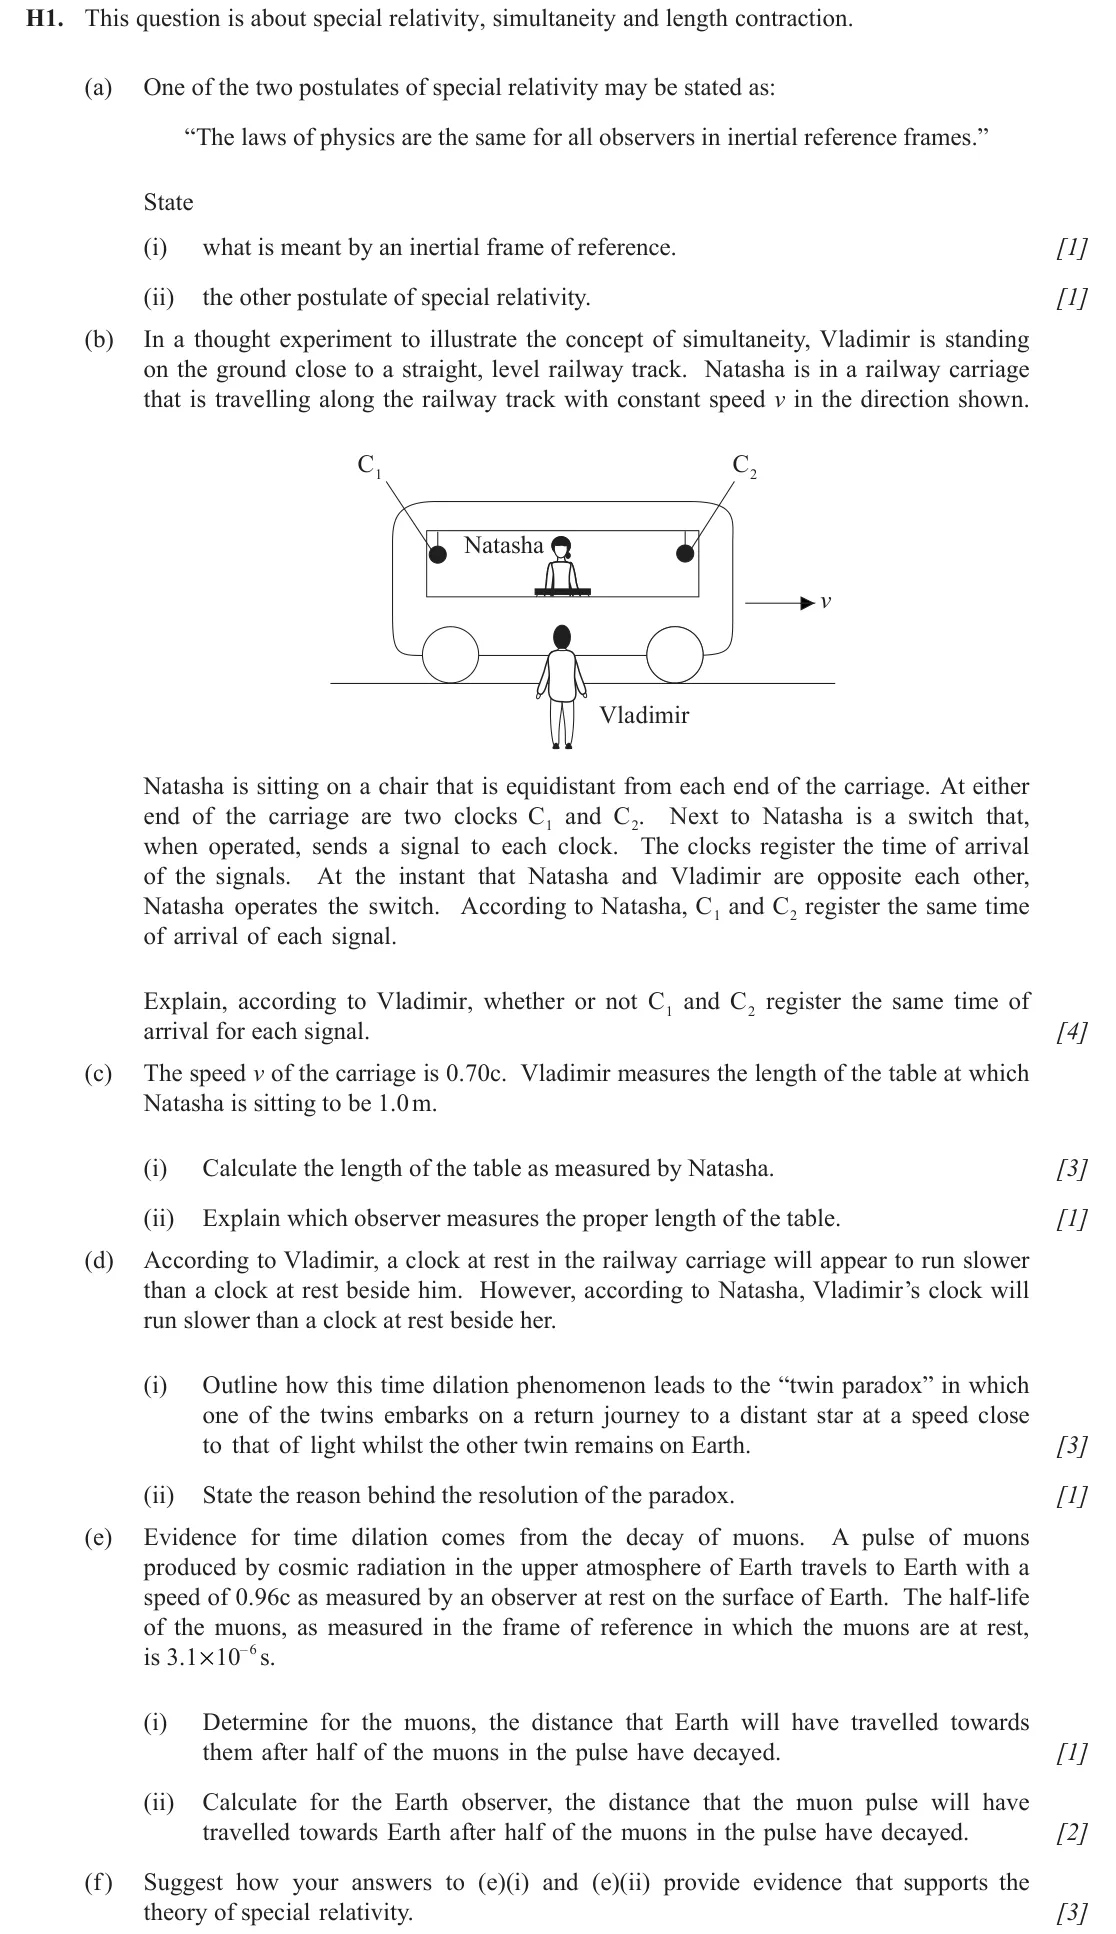 H1. This question is about special relativity, simultaneity and length contraction.
(a) One of the two postulates of special relativity may be stated as:
“The laws of physics are the same for all observers in inertial reference frames.”
State
(i) what is meant by an inertial frame of reference. [1]
(ii) the other postulate of special relativity. [1]
(b) In a thought experiment to illustrate the concept of simultaneity, Vladimir is standing
on the ground close to a straight, level railway track. Natasha is in a railway carriage
that is travelling along the railway track with constant speed v in the direction shown.
C₁ C₂
Natasha
v
Vladimir
Natasha is sitting on a chair that is equidistant from each end of the carriage. At either
end of the carriage are two clocks C₁ and C₂. Next to Natasha is a switch that,
when operated, sends a signal to each clock. The clocks register the time of arrival
of the signals. At the instant that Natasha and Vladimir are opposite each other,
Natasha operates the switch. According to Natasha, C₁ and C₂ register the same time
of arrival of each signal.
Explain, according to Vladimir, whether or not C₁ and C₂ register the same time of
arrival for each signal. [4]
(c) The speed v of the carriage is 0.70c. Vladimir measures the length of the table at which
Natasha is sitting to be 1.0 m.
(i) Calculate the length of the table as measured by Natasha. [3]
(ii) Explain which observer measures the proper length of the table. [1]
(d) According to Vladimir, a clock at rest in the railway carriage will appear to run slower
than a clock at rest beside him. However, according to Natasha, Vladimir’s clock will
run slower than a clock at rest beside her.
(i) Outline how this time dilation phenomenon leads to the “twin paradox” in which
one of the twins embarks on a return journey to a distant star at a speed close
to that of light whilst the other twin remains on Earth. [3]
(ii) State the reason behind the resolution of the paradox. [1]
(e) Evidence for time dilation comes from the decay of muons. A pulse of muons
produced by cosmic radiation in the upper atmosphere of Earth travels to Earth with a
speed of 0.96c as measured by an observer at rest on the surface of Earth. The half-life
of the muons, as measured in the frame of reference in which the muons are at rest,
is 3.1×10⁻⁶ s.
(i) Determine for the muons, the distance that Earth will have travelled towards
them after half of the muons in the pulse have decayed. [1]
(ii) Calculate for the Earth observer, the distance that the muon pulse will have
travelled towards Earth after half of the muons in the pulse have decayed. [2]
(f) Suggest how your answers to (e)(i) and (e)(ii) provide evidence that supports the
theory of special relativity. [3]